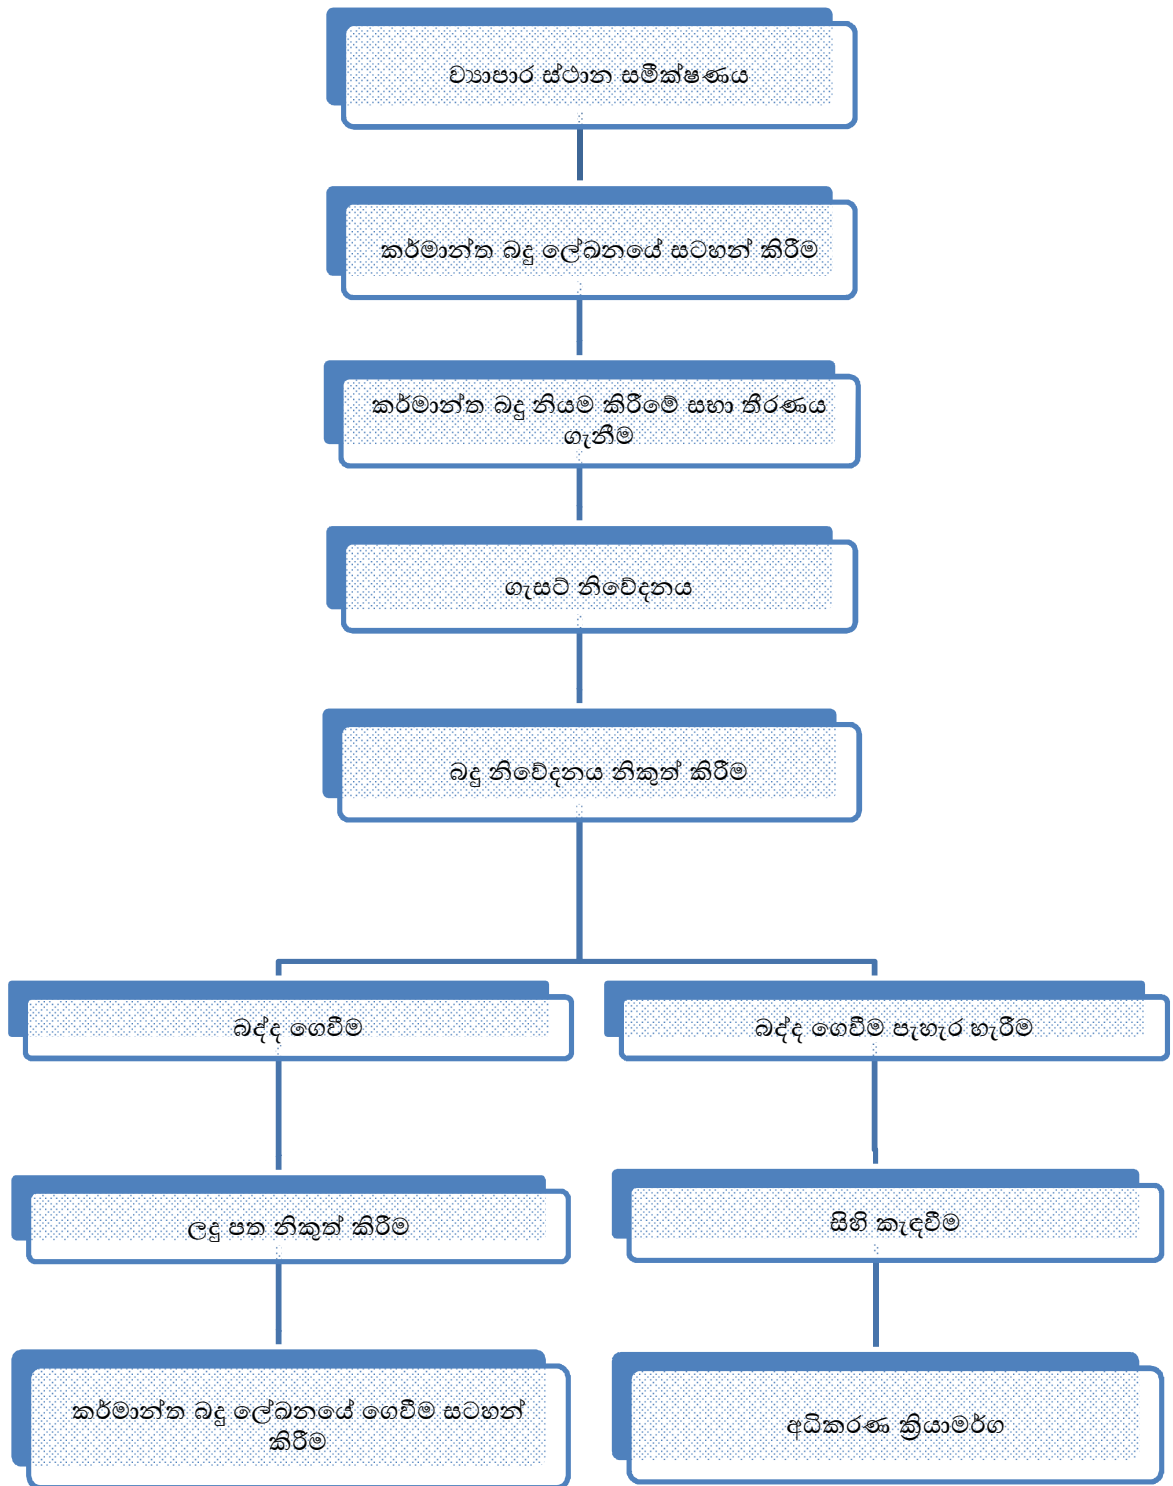 ව්‍යාපාර ස්ථාන සමීක්ෂණය
කර්මාන්ත බදු ලේඛනයේ සටහන් කිරීම
කර්මාන්ත බදු නියම කිරීමේ සභා තීරණය
ගැනීම
ගැසට් නිවේදනය
බදු නිවේදනය නිකුත් කිරීම
බද්ද ගෙවීම
බද්ද ගෙවීම පැහැර හැරීම
ලදු පත නිකුත් කිරීම
සිහි කැඳවීම
කර්මාන්ත බදු ලේඛනයේ ගෙවීම සටහන්
කිරීම
අධිකරණ ක්‍රියාමර්ග